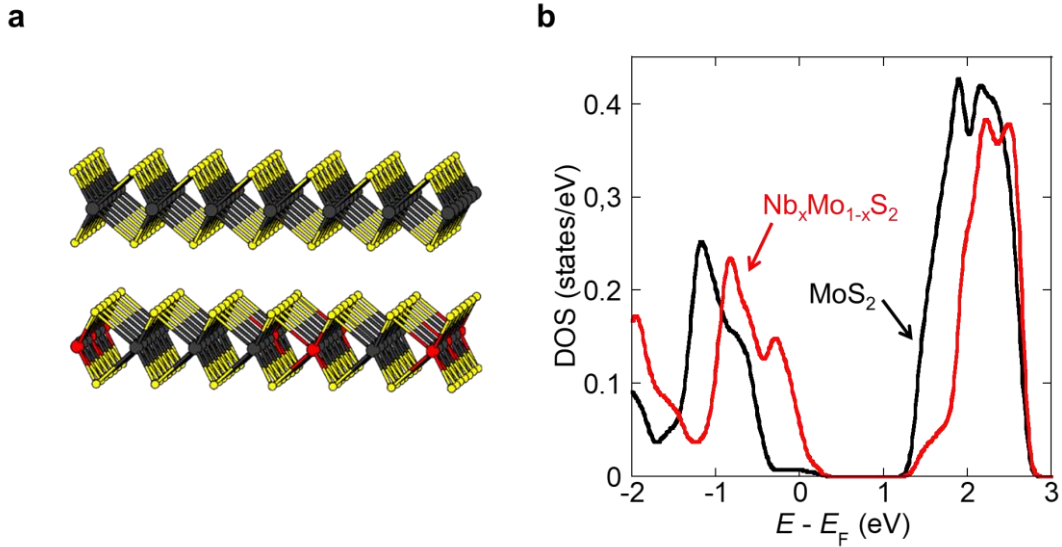 a
b
DOS (states/eV)
0.4
0,3
0.2
0.1
0
NbxMo1-xS2
MoS2
-2 -1 0 1 2 3
E - EF (eV)